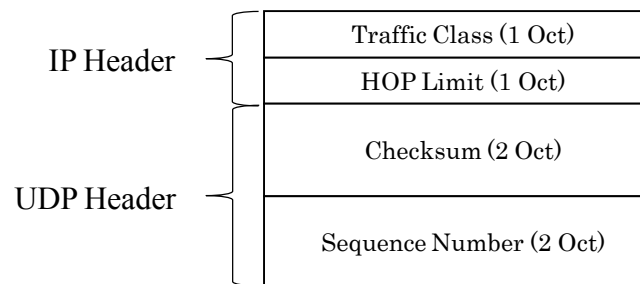 IP Header
Traffic Class (1 Oct)
HOP Limit (1 Oct)
UDP Header
Checksum (2 Oct)
Sequence Number (2 Oct)